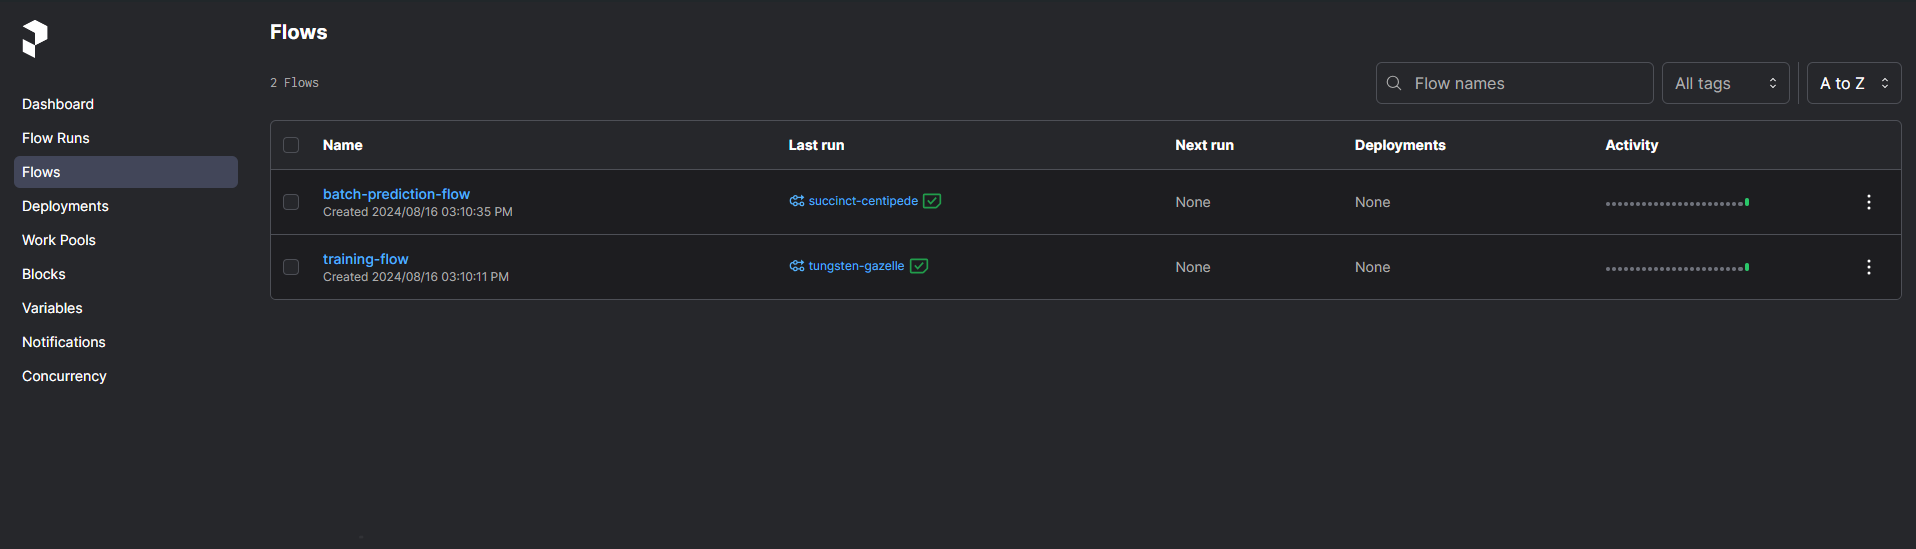 Flows
2 Flows
Flow names
All tags
A to Z
Dashboard
Flow Runs
Flows
Deployments
Work Pools
Blocks
Variables
Notifications
Concurrency
Name Last run Next run Deployments Activity
batch-prediction-flow succinct-centipede None None
Created 2024/08/16 03:10:35 PM
training-flow tungsten-gazelle None None
Created 2024/08/16 03:10:11 PM